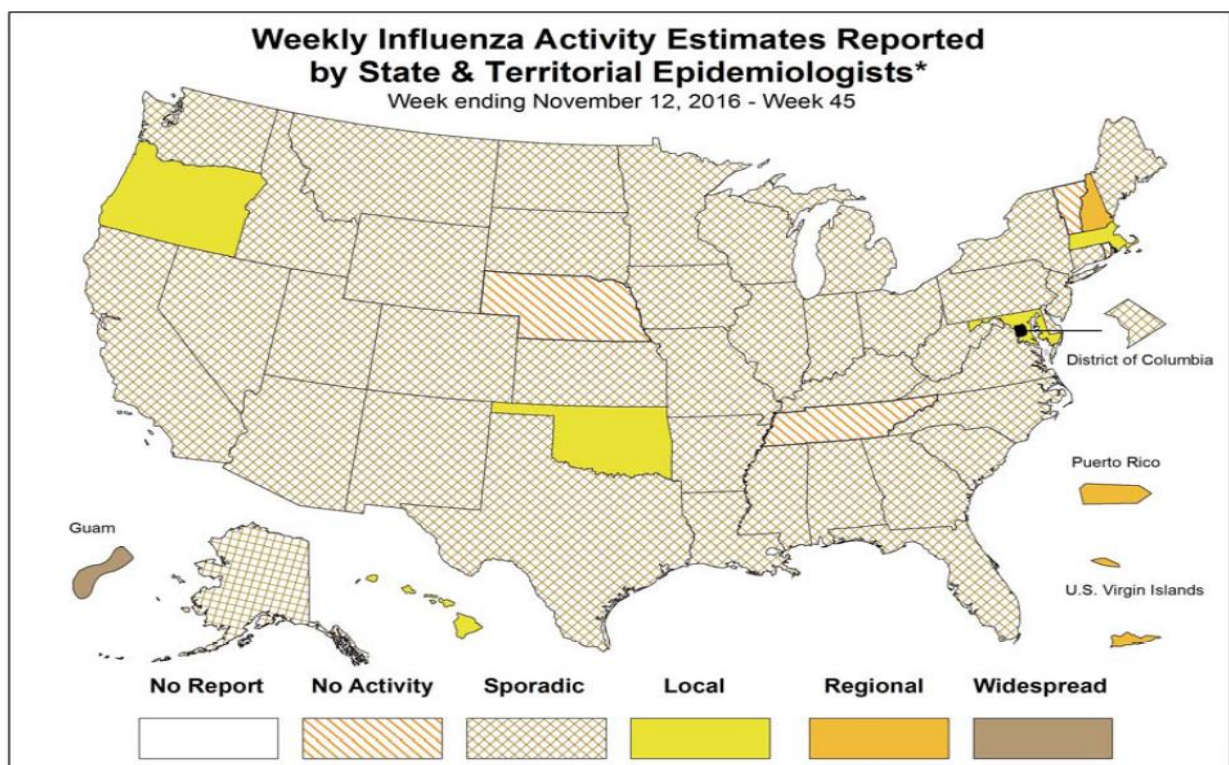 Weekly Influenza Activity Estimates Reported
by State & Territorial Epidemiologists*
Week ending November 12, 2016 - Week 45
District of Columbia
Puerto Rico
Guam
U.S. Virgin Islands
No Report No Activity Sporadic Local Regional Widespread